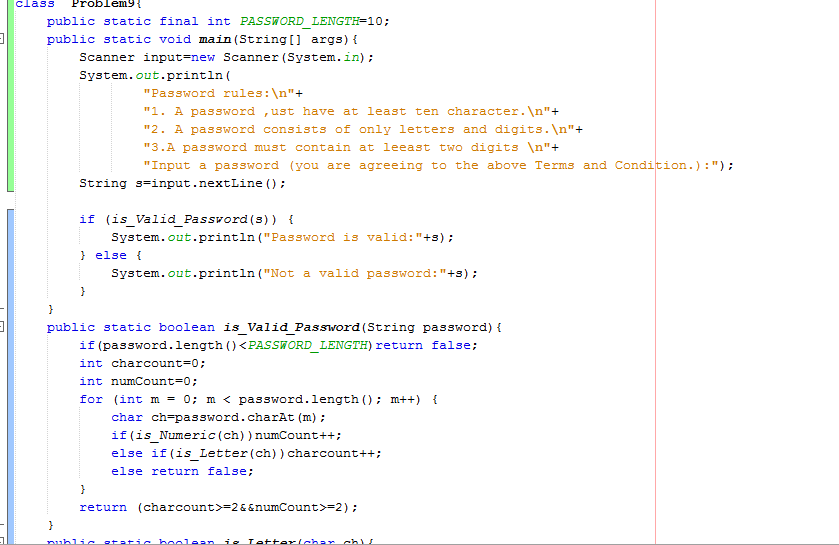 class  Problem9{
    public static final int PASSWORD_LENGTH=10;
    public static void main(String[] args){
        Scanner input=new Scanner(System.in);
        System.out.println(
                "Password rules:\n"+
                "1. A password ,ust have at least ten character.\n"+
                "2. A password consists of only letters and digits.\n"+
                "3.A password must contain at leeast two digits \n"+
                "Input a password (you are agreeing to the above Terms and Condition.):");
        String s=input.nextLine();
        if (is_Valid_Password(s)) {
            System.out.println("Password is valid:"+s);
        } else {
            System.out.println("Not a valid password:"+s);
        }
    }
    public static boolean is_Valid_Password(String password){
        if(password.length()<PASSWORD_LENGTH)return false;
        int charcount=0;
        int numCount=0;
        for (int m = 0; m < password.length(); m++) {
            char ch=password.charAt(m);
            if(is_Numeric(ch))numCount++;
            else if(is_Letter(ch))charcount++;
            else return false;
        }
        return (charcount>=2&&numCount>=2);
    }
    public static boolean is_Letter(char ch){